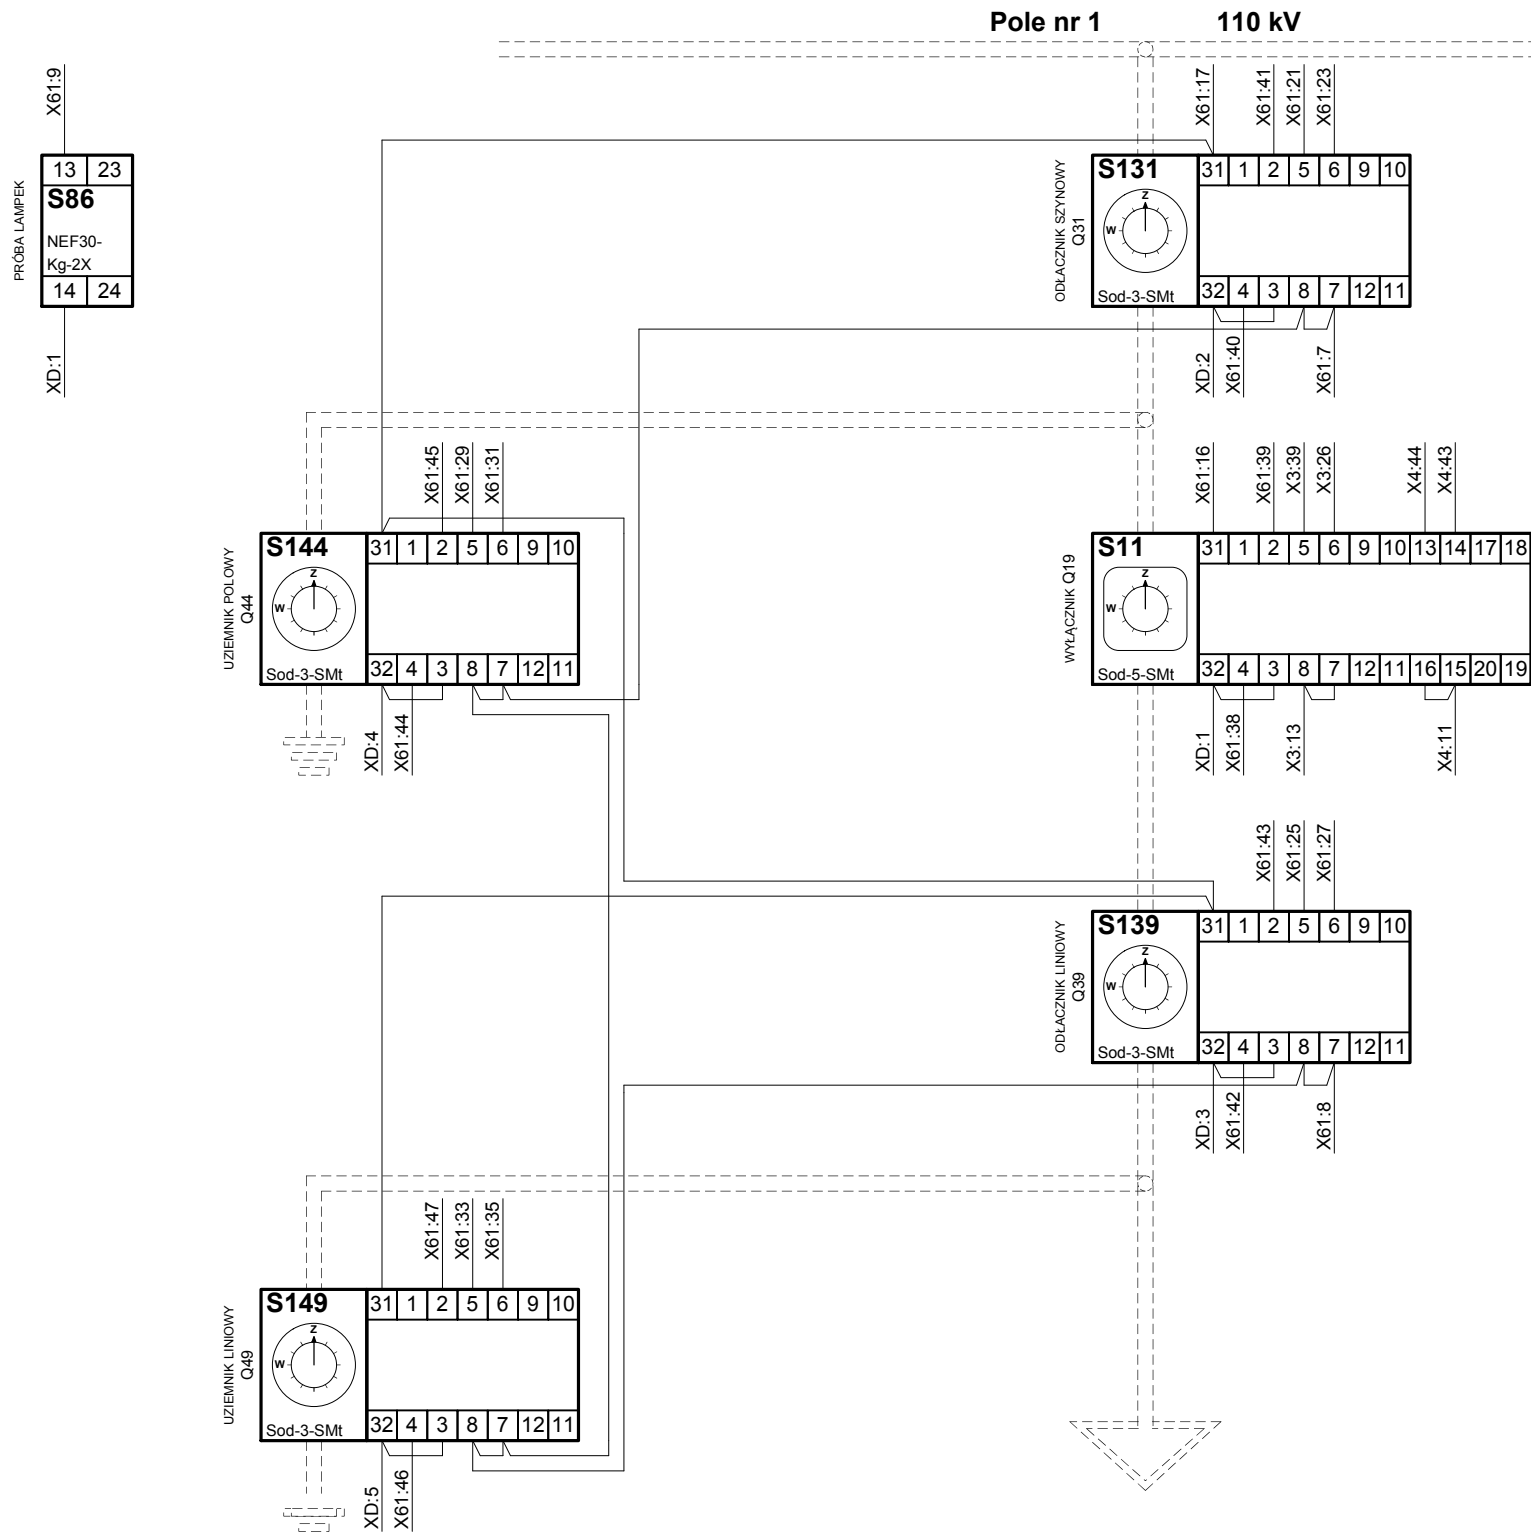 Pole nr 1 110 kV
X61:9
13 23
S86
NEF30-
Kg-2X
14 24
PRÓBA LAMPEK
XD:1
X61:17 X61:41 X61:21 X61:23
ODŁACZNIK SZYNOWY
Q31
S131 31 1 2 5 6 9 10
Z
W
Sod-3-SMt 32 4 3 8 7 12 11
XD:2 X61:40 X61:7
X61:45 X61:29 X61:31
UZIEMNIK POLOWY
Q44
S144 31 1 2 5 6 9 10
Z
W
Sod-3-SMt 32 4 3 8 7 12 11
XD:4 X61:44
X61:16 X61:39 X3:39 X3:26 X4:44 X4:43
WYŁĄCZNIK Q19
S11 31 1 2 5 6 9 10 13 14 17 18
Z
W
Sod-5-SMt 32 4 3 8 7 12 11 16 15 20 19
XD:1 X61:38 X3:13 X4:11
X61:43 X61:25 X61:27
ODŁACZNIK LINIOWY
Q39
S139 31 1 2 5 6 9 10
Z
W
Sod-3-SMt 32 4 3 8 7 12 11
XD:3 X61:42 X61:8
X61:47 X61:33 X61:35
UZIEMNIK LINIOWY
Q49
S149 31 1 2 5 6 9 10
Z
W
Sod-3-SMt 32 4 3 8 7 12 11
XD:5 X61:46